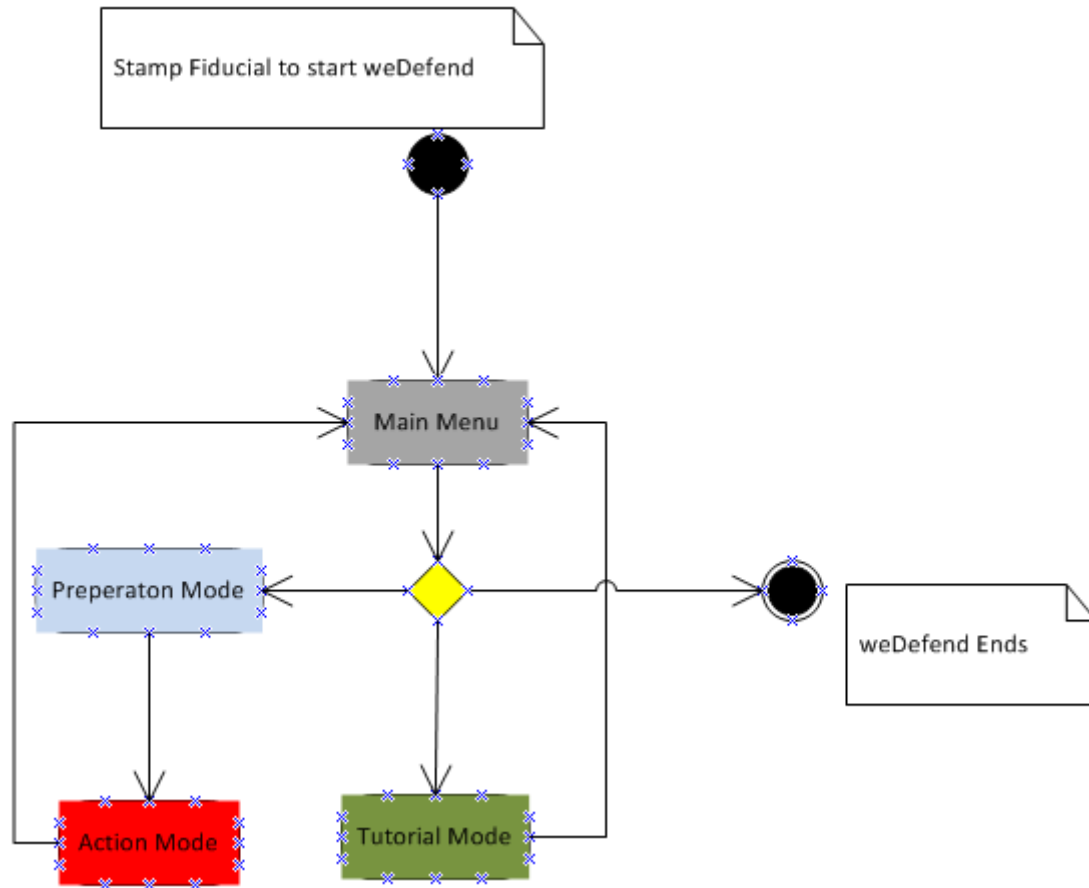 Stamp Fiducial to start weDefend
Main Menu
Preperaton Mode
weDefend Ends
Action Mode
Tutorial Mode